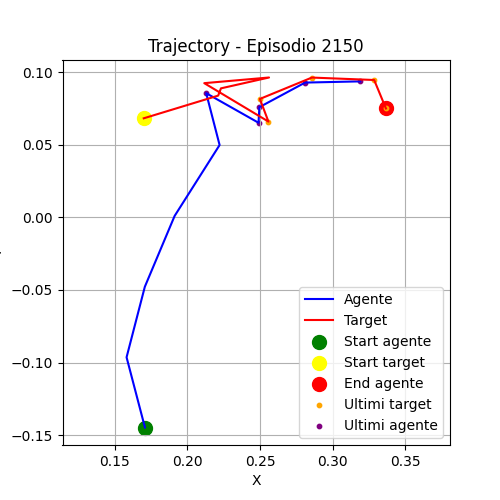 Trajectory - Episodio 2150
0.10
0.05
0.00
−0.05
−0.10
−0.15
0.15 0.20 0.25 0.30 0.35
X
Agente
Target
Start agente
Start target
End agente
Ultimi target
Ultimi agente